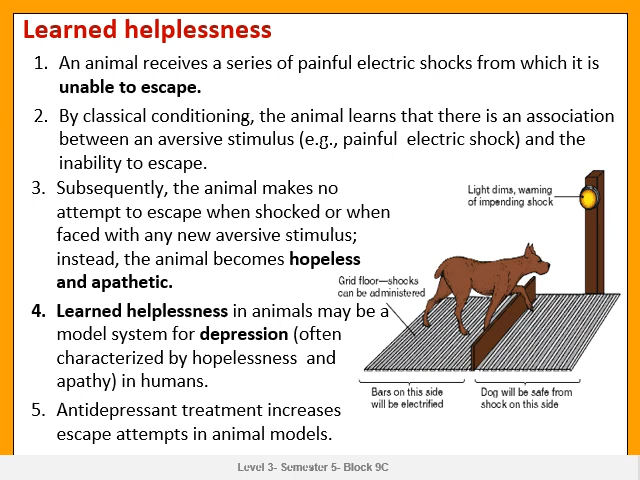 Learned helplessness
1. An animal receives a series of painful electric shocks from which it is
unable to escape.
2. By classical conditioning, the animal learns that there is an association
between an aversive stimulus (e.g., painful electric shock) and the
inability to escape.
3. Subsequently, the animal makes no
attempt to escape when shocked or when
faced with any new aversive stimulus;
instead, the animal becomes hopeless
and apathetic.
4. Learned helplessness in animals may be a
model system for depression (often
characterized by hopelessness and
apathy) in humans.
5. Antidepressant treatment increases
escape attempts in animal models.
Light dims, warning
of impending shock
Grid floor—shocks
can be administered
Bars on this side
will be electrified
Dog will be safe from
shock on this side
Level 3- Semester 5- Block 9C